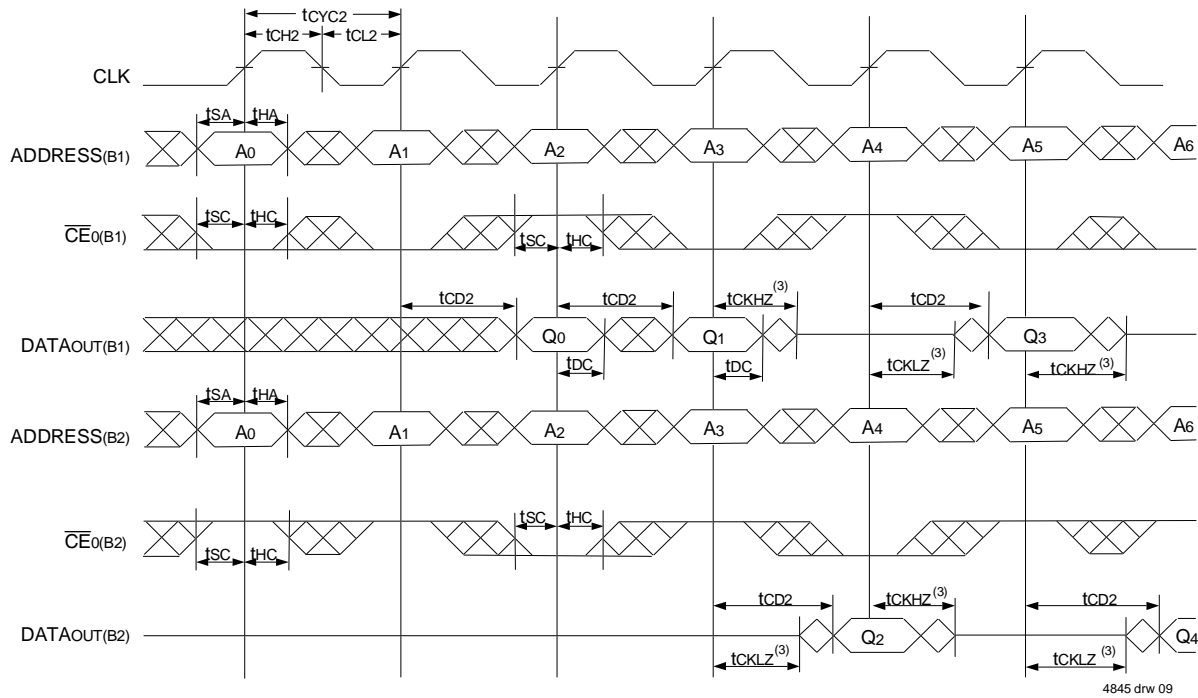 tCYC2
tCH2 tCL2
CLK
tSA tHA
ADDRESS(B1) A0 A1 A2 A3 A4 A5 A6
tSC tHC
CE0(B1)
tSC tHC
tCD2 tCD2 tCKHZ(3) tCD2
DATAOUT(B1) Q0 Q1 Q3
tDC tDC tCKLZ(3) tCKHZ(3)
tSA tHA
ADDRESS(B2) A0 A1 A2 A3 A4 A5 A6
tSC tHC
CE0(B2)
tSC tHC
tCD2 tCKHZ(3) tCD2
DATAOUT(B2) Q2 Q4
tCKLZ(3) tCKLZ(3)
4845 drw 09